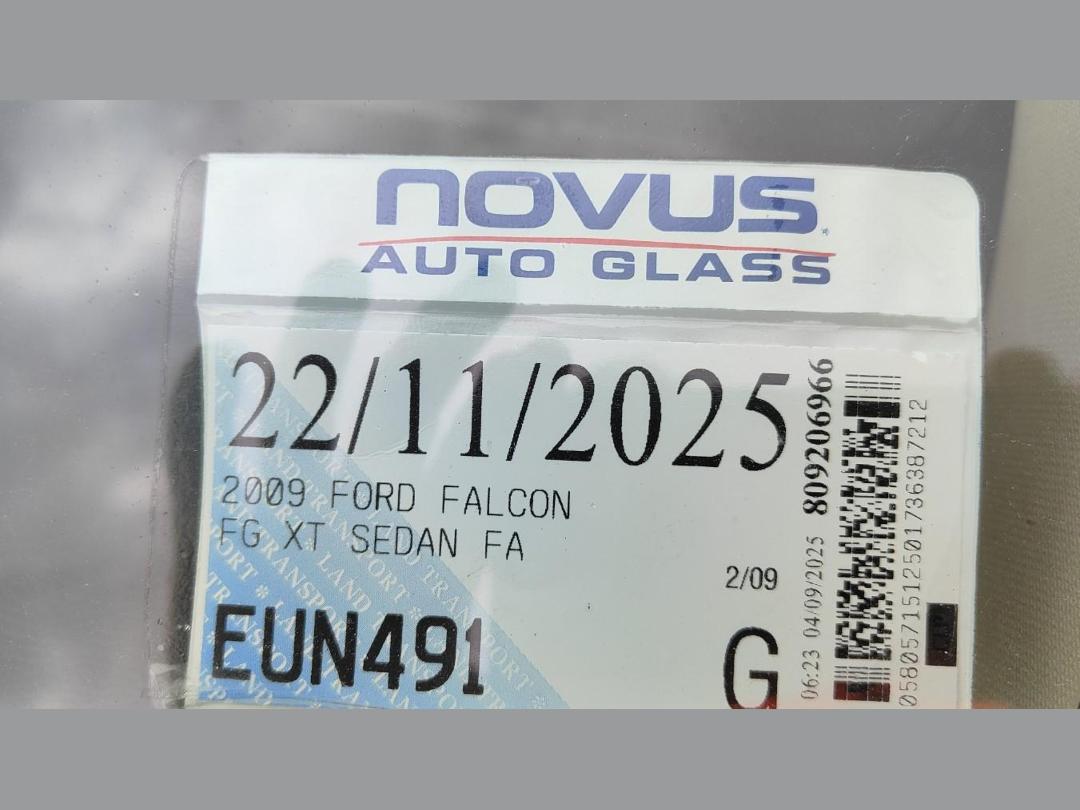 NOVUS
AUTO GLASS
22/11/2025
2009 FORD FALCON
FG XT SEDAN FA
2/09
EUN491
G
809206966
06:23 04/09/2025
0580571512501736387212